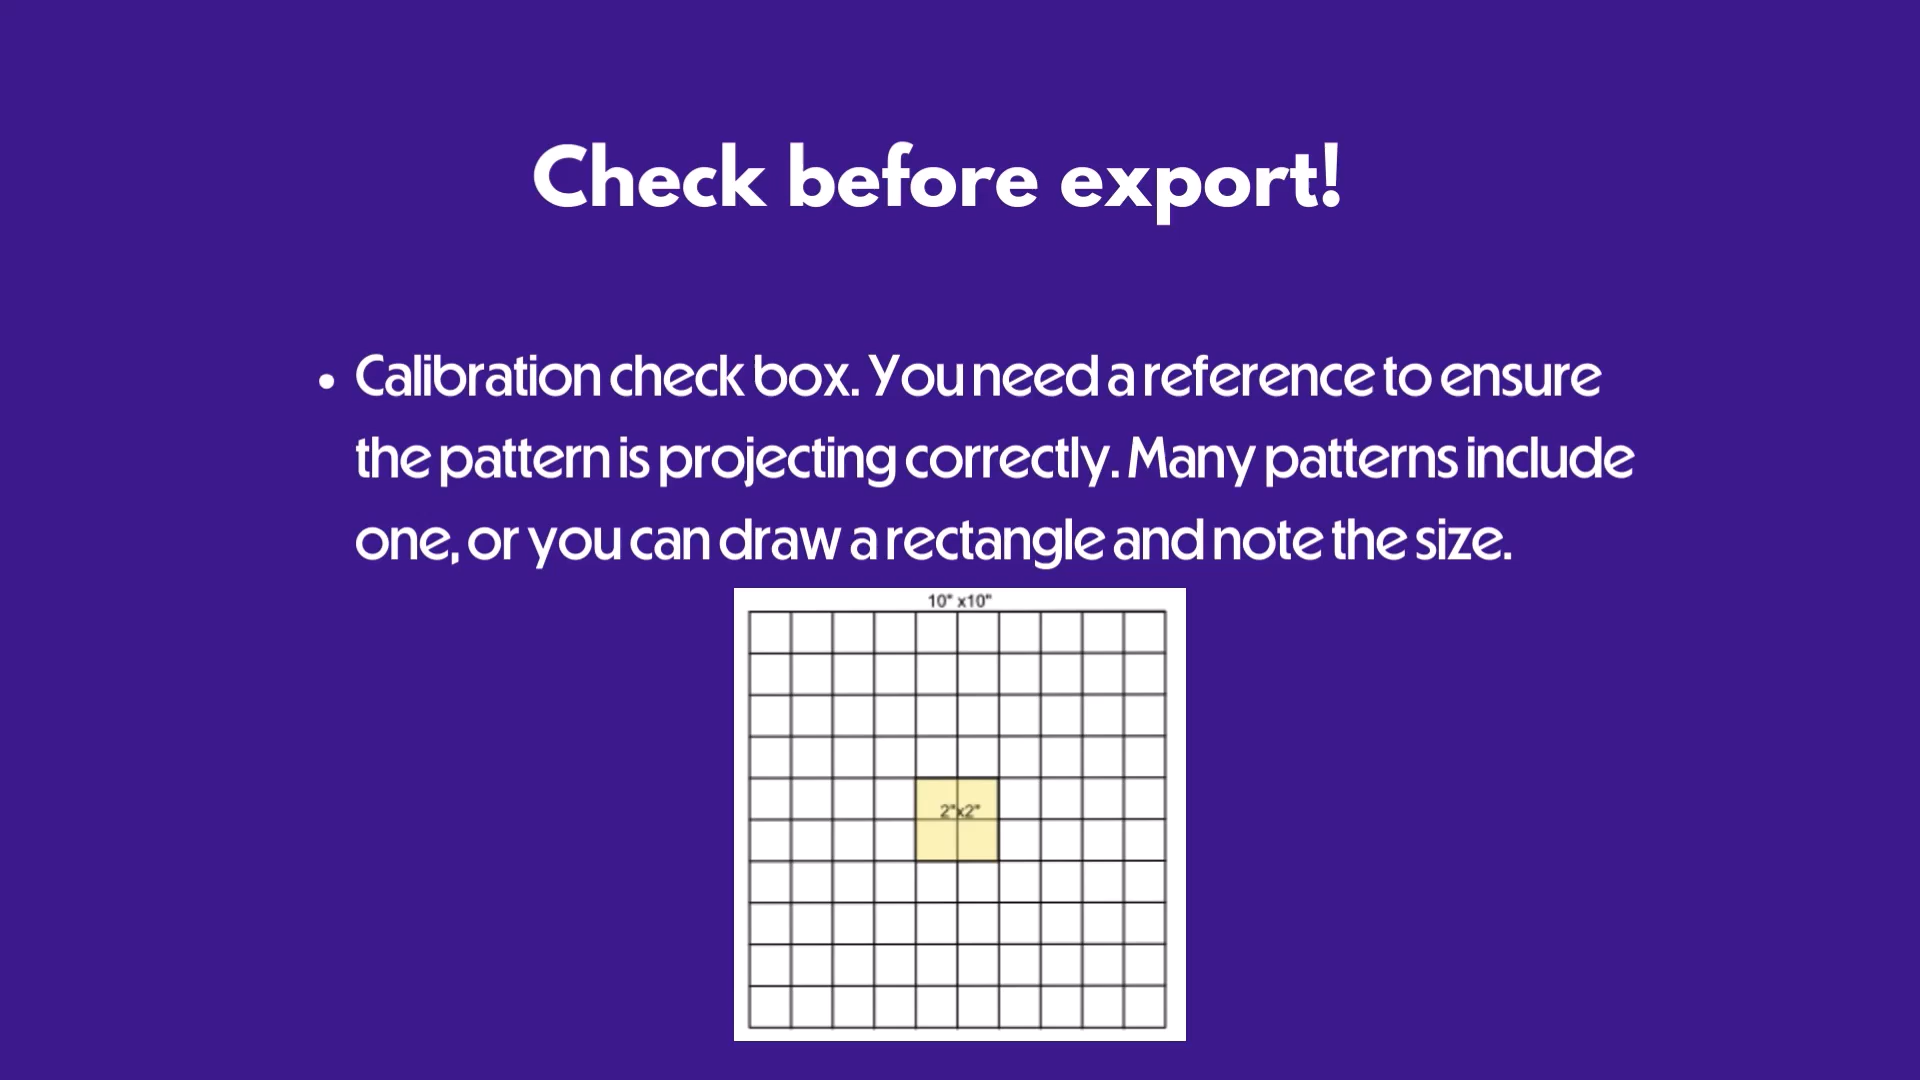 Check before export!
• Calibration check box. You need a reference to ensure
the pattern is projecting correctly. Many patterns include
one, or you can draw a rectangle and note the size.
10" x10"
2"x2"